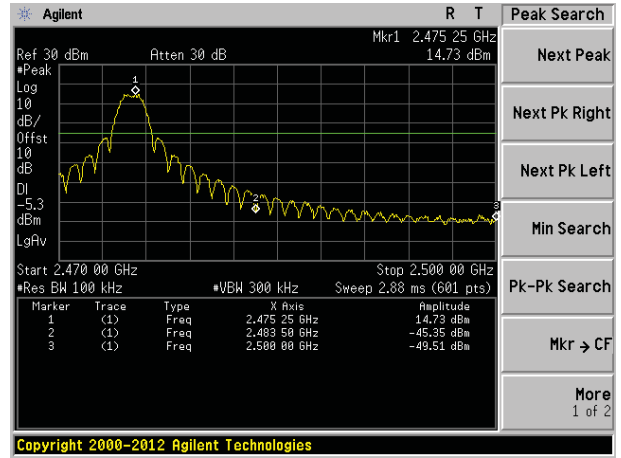 Agilent R T Peak Search
Mkr1 2.475 25 GHz
Ref 30 dBm Atten 30 dB 14.73 dBm
#Peak
Log
10
dB/
Offst
10
dB
DI
-5.3
dBm
LgAv
1
2
3
Start 2.470 00 GHz Stop 2.500 00 GHz
#Res BW 100 kHz #VBW 300 kHz Sweep 2.88 ms (601 pts)
Marker Trace Type X Axis Amplitude
1 (1) Freq 2.475 25 GHz 14.73 dBm
2 (1) Freq 2.483 50 GHz -45.35 dBm
3 (1) Freq 2.500 00 GHz -49.51 dBm
Copyright 2000-2012 Agilent Technologies
Next Peak
Next Pk Right
Next Pk Left
Min Search
Pk-Pk Search
Mkr → CF
More
1 of 2